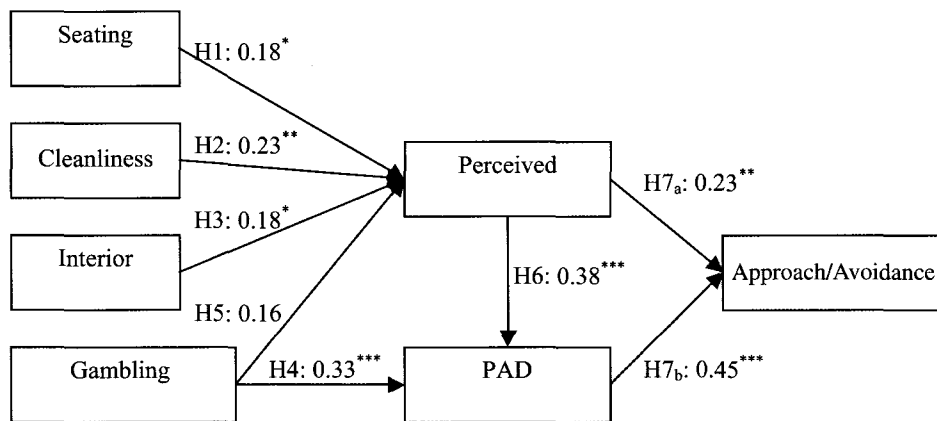 Seating
H1: 0.18*
Cleanliness
H2: 0.23**
Perceived
H7a: 0.23**
H3: 0.18*
Interior
H6: 0.38***
Approach/Avoidance
H5: 0.16
Gambling
H4: 0.33***
PAD
H7b: 0.45***